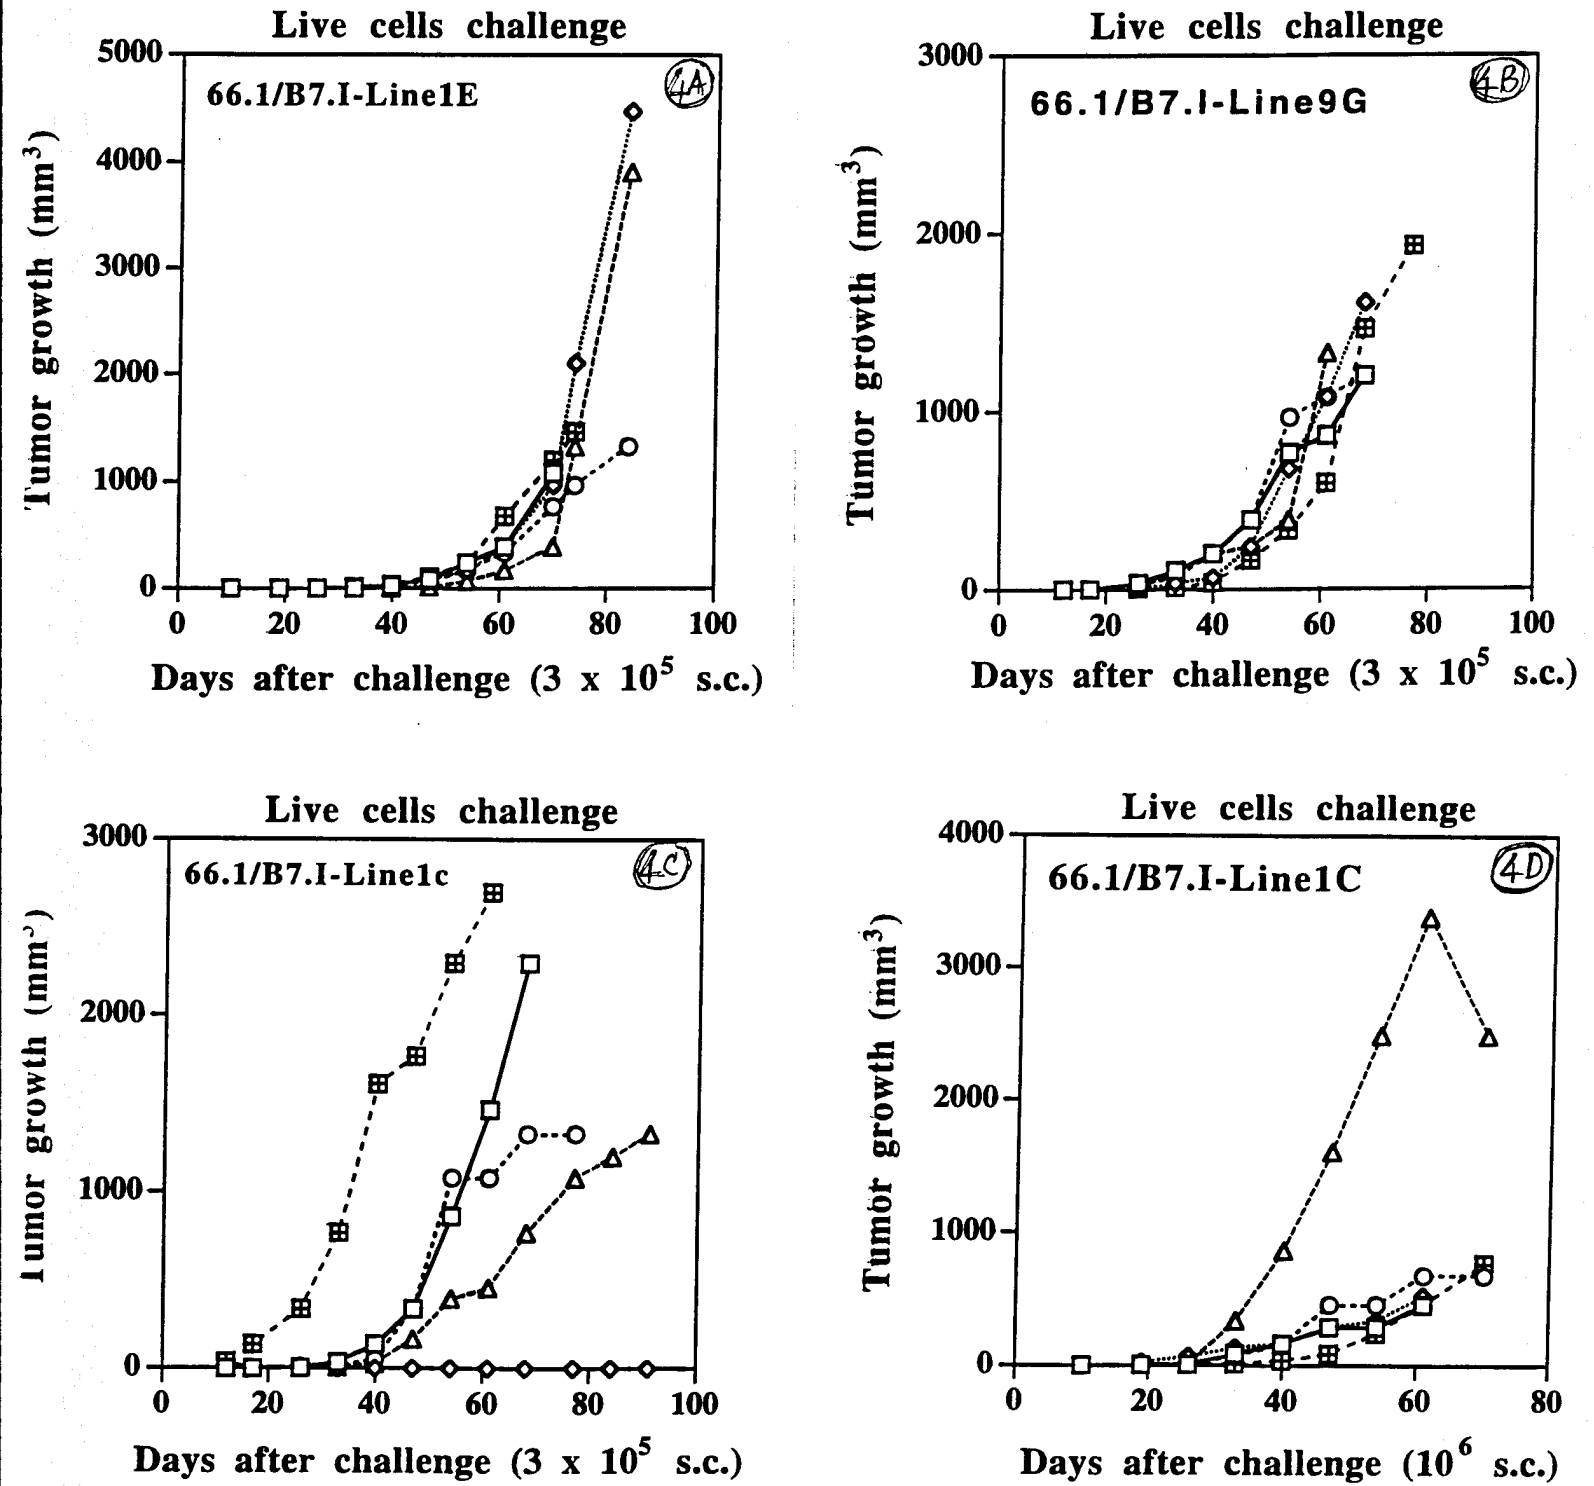 Live cells challenge
5000
4000
3000
2000
1000
0
66.1/B7.I-Line1E
4A
Tumor growth (mm³)
0 20 40 60 80 100
Days after challenge (3 x 10⁵ s.c.)
Live cells challenge
3000
2000
1000
0
66.1/B7.I-Line9G
4B
Tumor growth (mm³)
0 20 40 60 80 100
Days after challenge (3 x 10⁵ s.c.)
Live cells challenge
3000
2000
1000
0
66.1/B7.I-Line1c
4C
Tumor growth (mm³)
0 20 40 60 80 100
Days after challenge (3 x 10⁵ s.c.)
Live cells challenge
4000
3000
2000
1000
0
66.1/B7.I-Line1C
4D
Tumor growth (mm³)
0 20 40 60 80
Days after challenge (10⁶ s.c.)